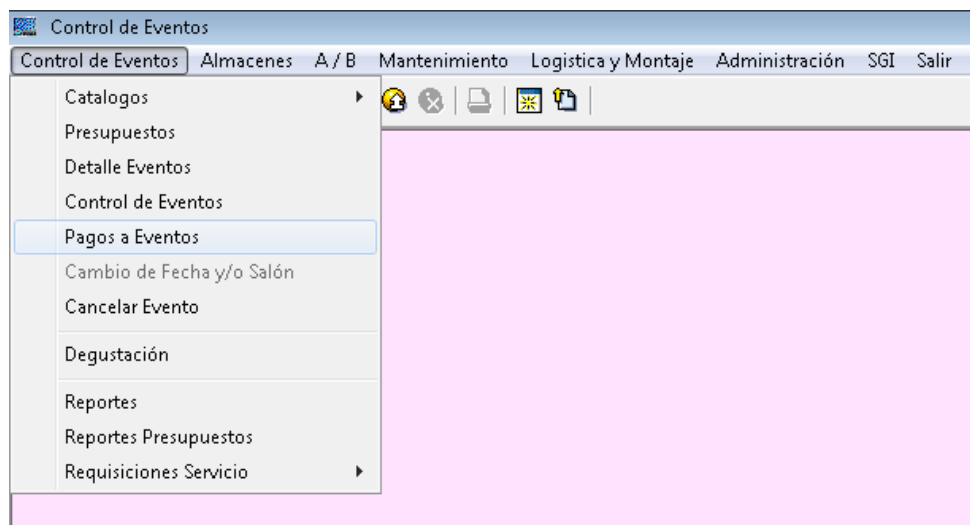 Control de Eventos
Control de Eventos Almacenes A / B Mantenimiento Logistica y Montaje Administración SGI Salir
Catalogos
Presupuestos
Detalle Eventos
Control de Eventos
Pagos a Eventos
Cambio de Fecha y/o Salón
Cancelar Evento
Degustación
Reportes
Reportes Presupuestos
Requisiciones Servicio